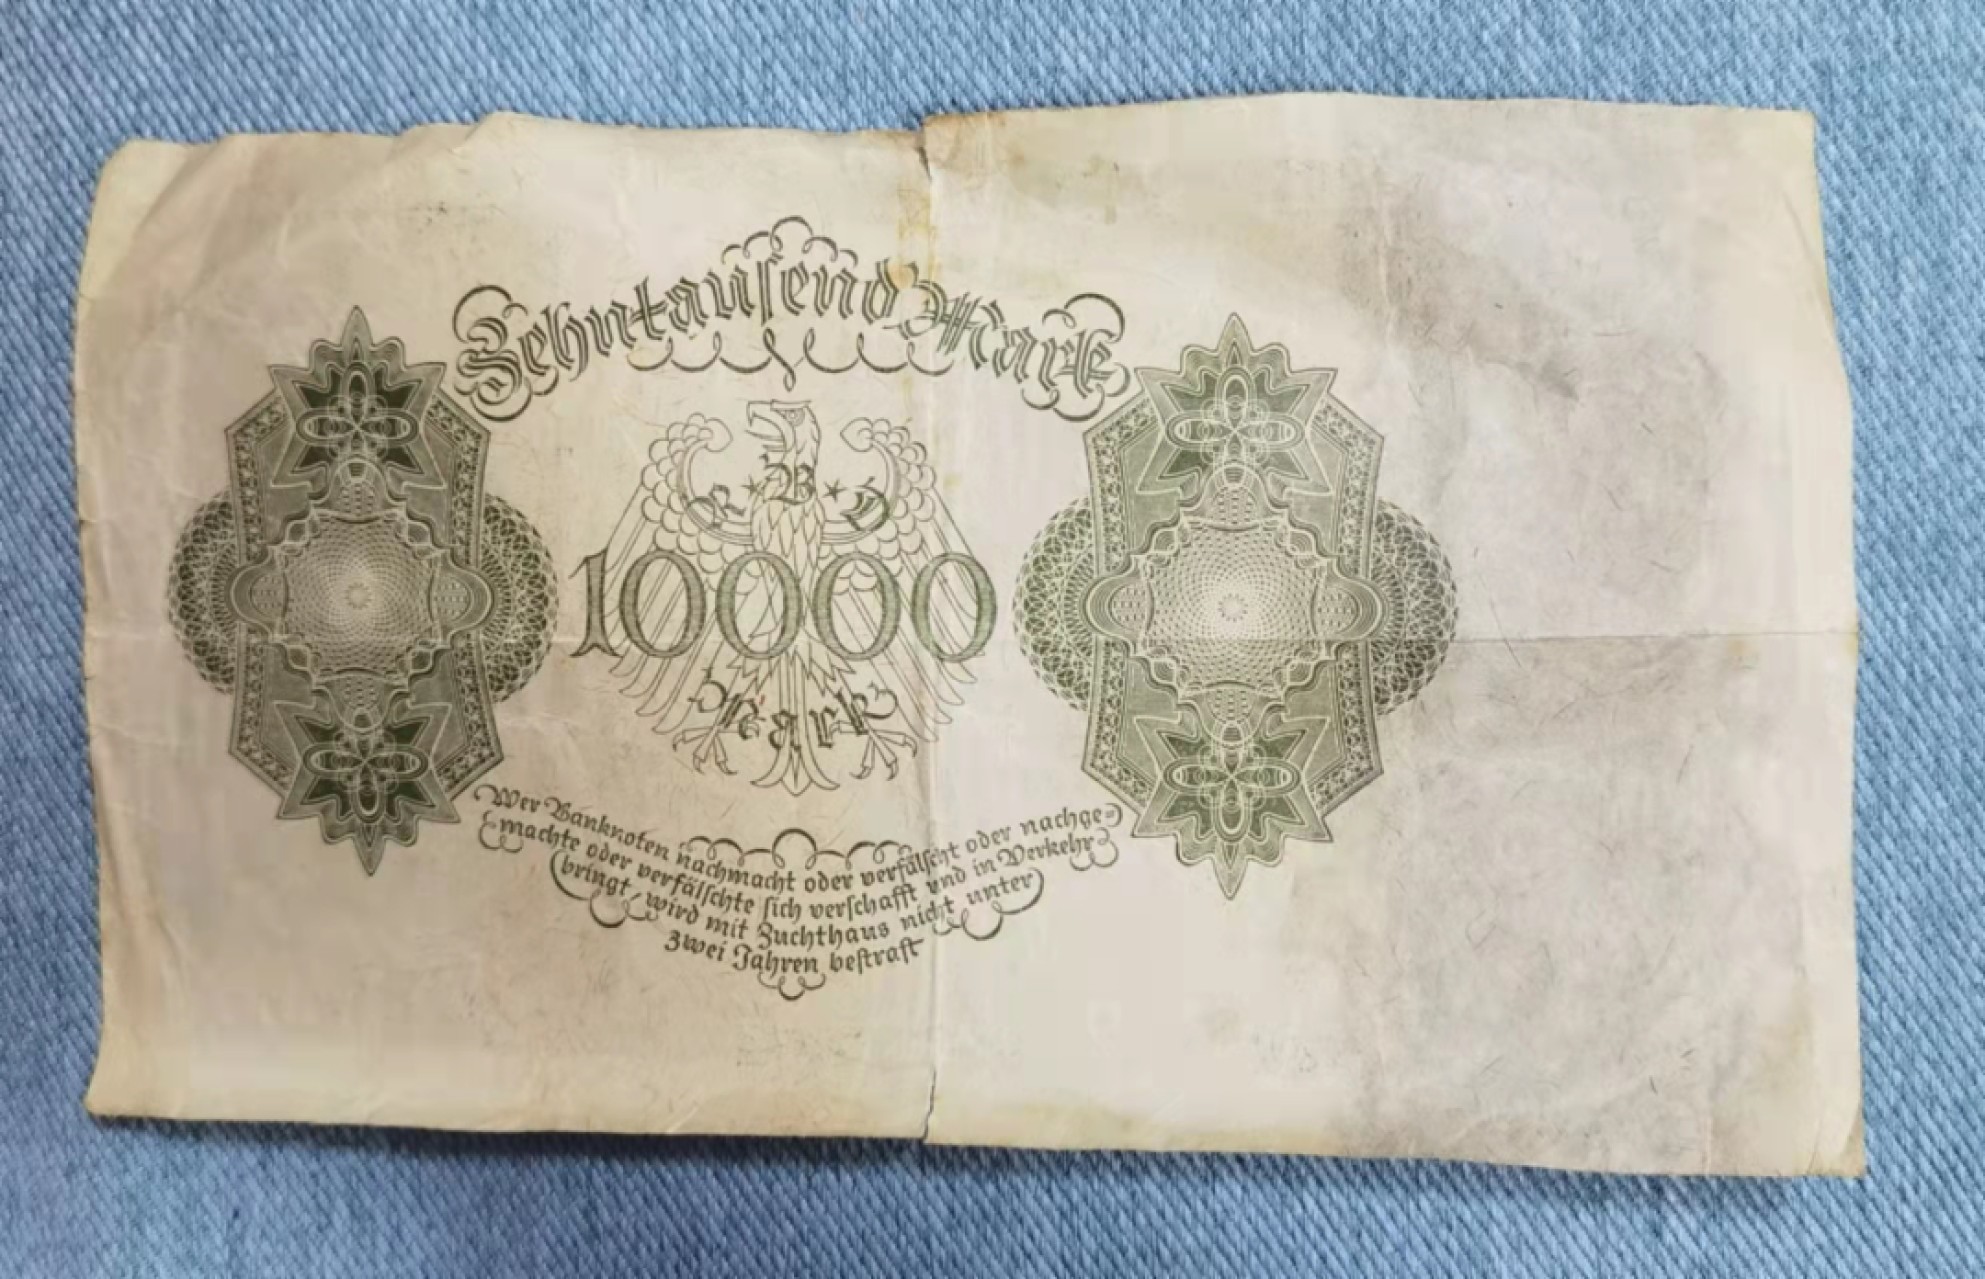 Zehntausend Mark
R * B * D
10000
Mark
Wer Banknoten nachmacht oder verfälscht oder nachge-
machte oder verfälschte sich verschafft und in Verkehr
bringt, wird mit Zuchthaus nicht unter
zwei Jahren bestraft